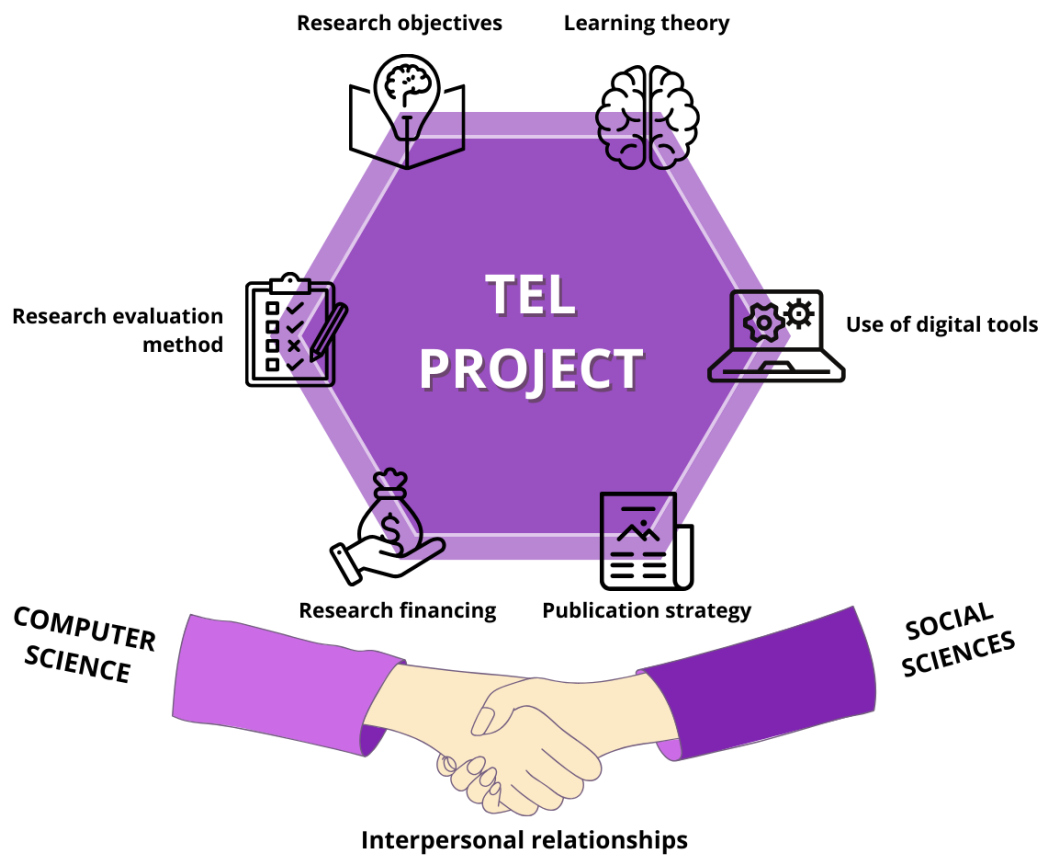 Research objectives
Learning theory
TEL
PROJECT
Research evaluation
method
Use of digital tools
$
Research financing
Publication strategy
COMPUTER
SCIENCE
SOCIAL
SCIENCES
Interpersonal relationships